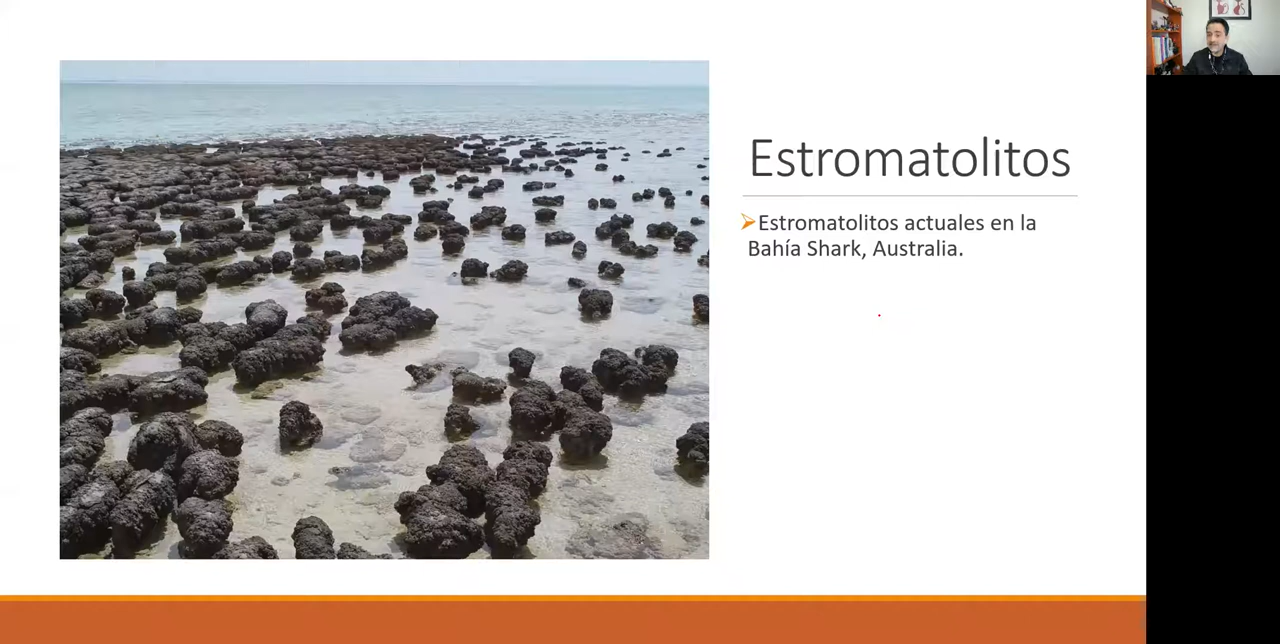 Estromatolitos
Estromatolitos actuales en la
Bahía Shark, Australia.